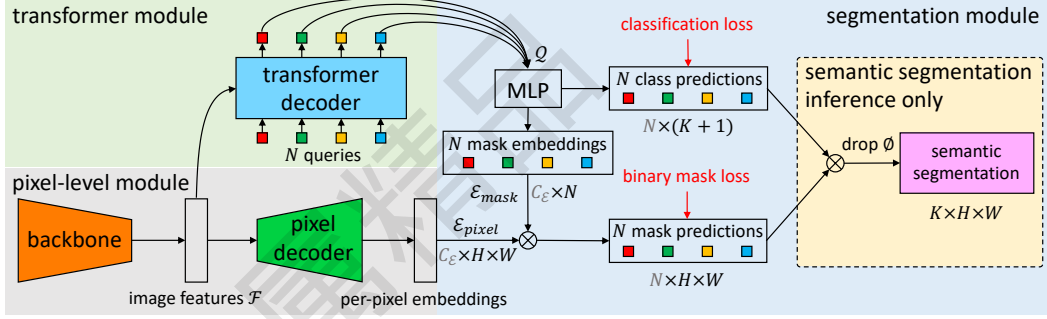 transformer module
transformer
decoder
N queries
pixel-level module
backbone
image features ℱ
pixel
decoder
per-pixel embeddings
segmentation module
𝒬
MLP
N mask embeddings
ℰmask C_ℰ×N
ℰpixel
C_ℰ×H×W
classification loss
N class predictions
N×(K + 1)
binary mask loss
N mask predictions
N×H×W
semantic segmentation
inference only
drop ∅
semantic
segmentation
K×H×W